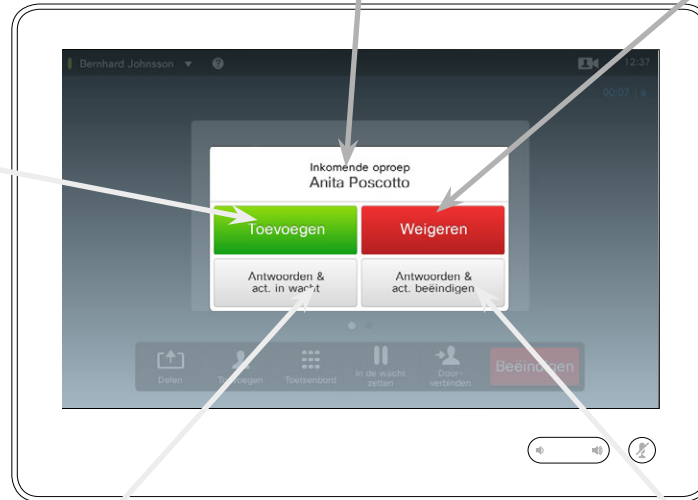 Bernhard Johnsson
12:37
00:07
Inkomende oproep
Anita Poscotto
Toevoegen
Weigeren
Antwoorden &
act. in wacht
Antwoorden &
act. beëindigen
Delen
Toevoegen
Toetsenbord
In de wacht
zetten
Door-
verbinden
Beëindigen